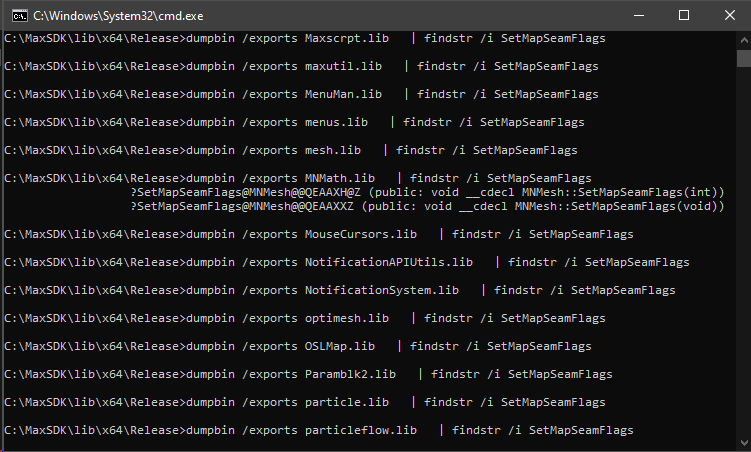 C:\Windows\System32\cmd.exe
C:\MaxSDK\lib\x64\Release>dumpbin /exports Maxscrpt.lib   | findstr /i SetMapSeamFlags
C:\MaxSDK\lib\x64\Release>dumpbin /exports maxutil.lib   | findstr /i SetMapSeamFlags
C:\MaxSDK\lib\x64\Release>dumpbin /exports MenuMan.lib   | findstr /i SetMapSeamFlags
C:\MaxSDK\lib\x64\Release>dumpbin /exports menus.lib   | findstr /i SetMapSeamFlags
C:\MaxSDK\lib\x64\Release>dumpbin /exports mesh.lib   | findstr /i SetMapSeamFlags
C:\MaxSDK\lib\x64\Release>dumpbin /exports MNMath.lib   | findstr /i SetMapSeamFlags
?SetMapSeamFlags@MNMesh@@QEAAXH@Z (public: void __cdecl MNMesh::SetMapSeamFlags(int))
?SetMapSeamFlags@MNMesh@@QEAAXXZ (public: void __cdecl MNMesh::SetMapSeamFlags(void))
C:\MaxSDK\lib\x64\Release>dumpbin /exports MouseCursors.lib   | findstr /i SetMapSeamFlags
C:\MaxSDK\lib\x64\Release>dumpbin /exports NotificationAPIUtils.lib   | findstr /i SetMapSeamFlags
C:\MaxSDK\lib\x64\Release>dumpbin /exports NotificationSystem.lib   | findstr /i SetMapSeamFlags
C:\MaxSDK\lib\x64\Release>dumpbin /exports optimesh.lib   | findstr /i SetMapSeamFlags
C:\MaxSDK\lib\x64\Release>dumpbin /exports OSLMap.lib   | findstr /i SetMapSeamFlags
C:\MaxSDK\lib\x64\Release>dumpbin /exports Paramblk2.lib   | findstr /i SetMapSeamFlags
C:\MaxSDK\lib\x64\Release>dumpbin /exports particle.lib   | findstr /i SetMapSeamFlags
C:\MaxSDK\lib\x64\Release>dumpbin /exports particleflow.lib   | findstr /i SetMapSeamFlags